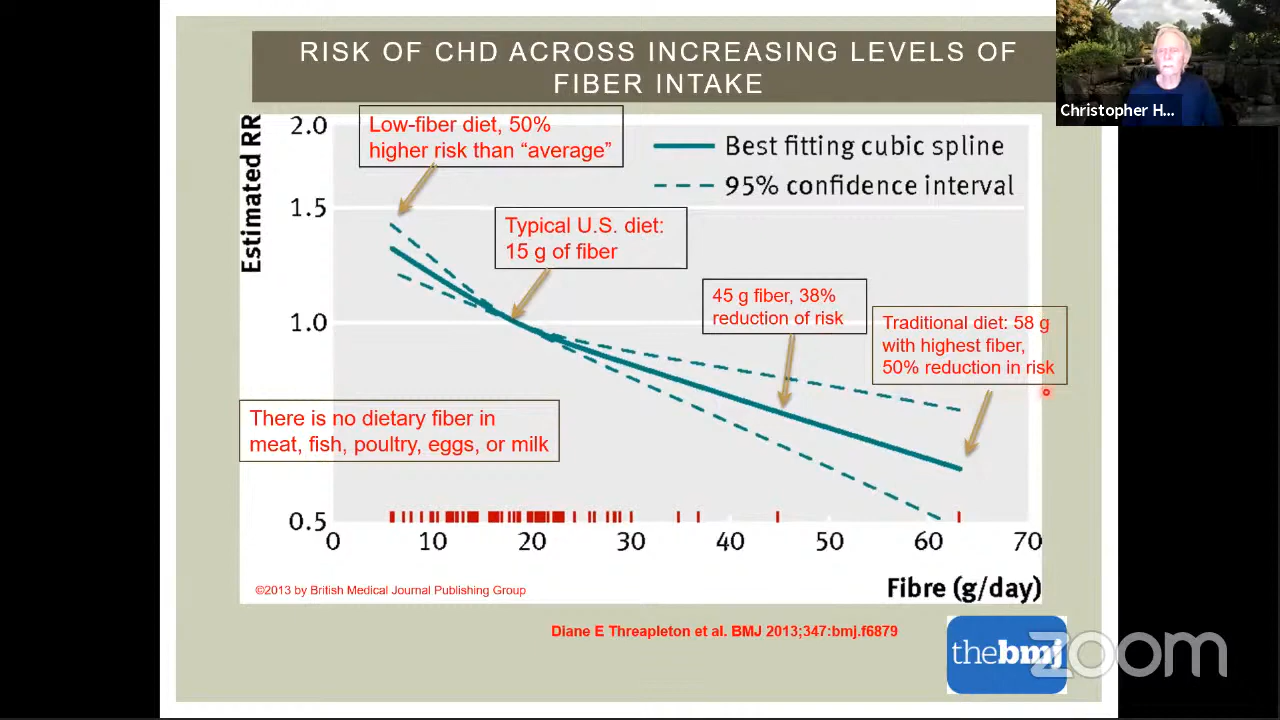 RISK OF CHD ACROSS INCREASING LEVELS OF
FIBER INTAKE
Christopher H...
Estimated RR
2.0
1.5
1.0
0.5
Low-fiber diet, 50%
higher risk than “average”
Best fitting cubic spline
95% confidence interval
Typical U.S. diet:
15 g of fiber
45 g fiber, 38%
reduction of risk
Traditional diet: 58 g
with highest fiber,
50% reduction in risk
There is no dietary fiber in
meat, fish, poultry, eggs, or milk
0 10 20 30 40 50 60 70
Fibre (g/day)
©2013 by British Medical Journal Publishing Group
Diane E Threapleton et al. BMJ 2013;347:bmj.f6879
thebmj
zoom